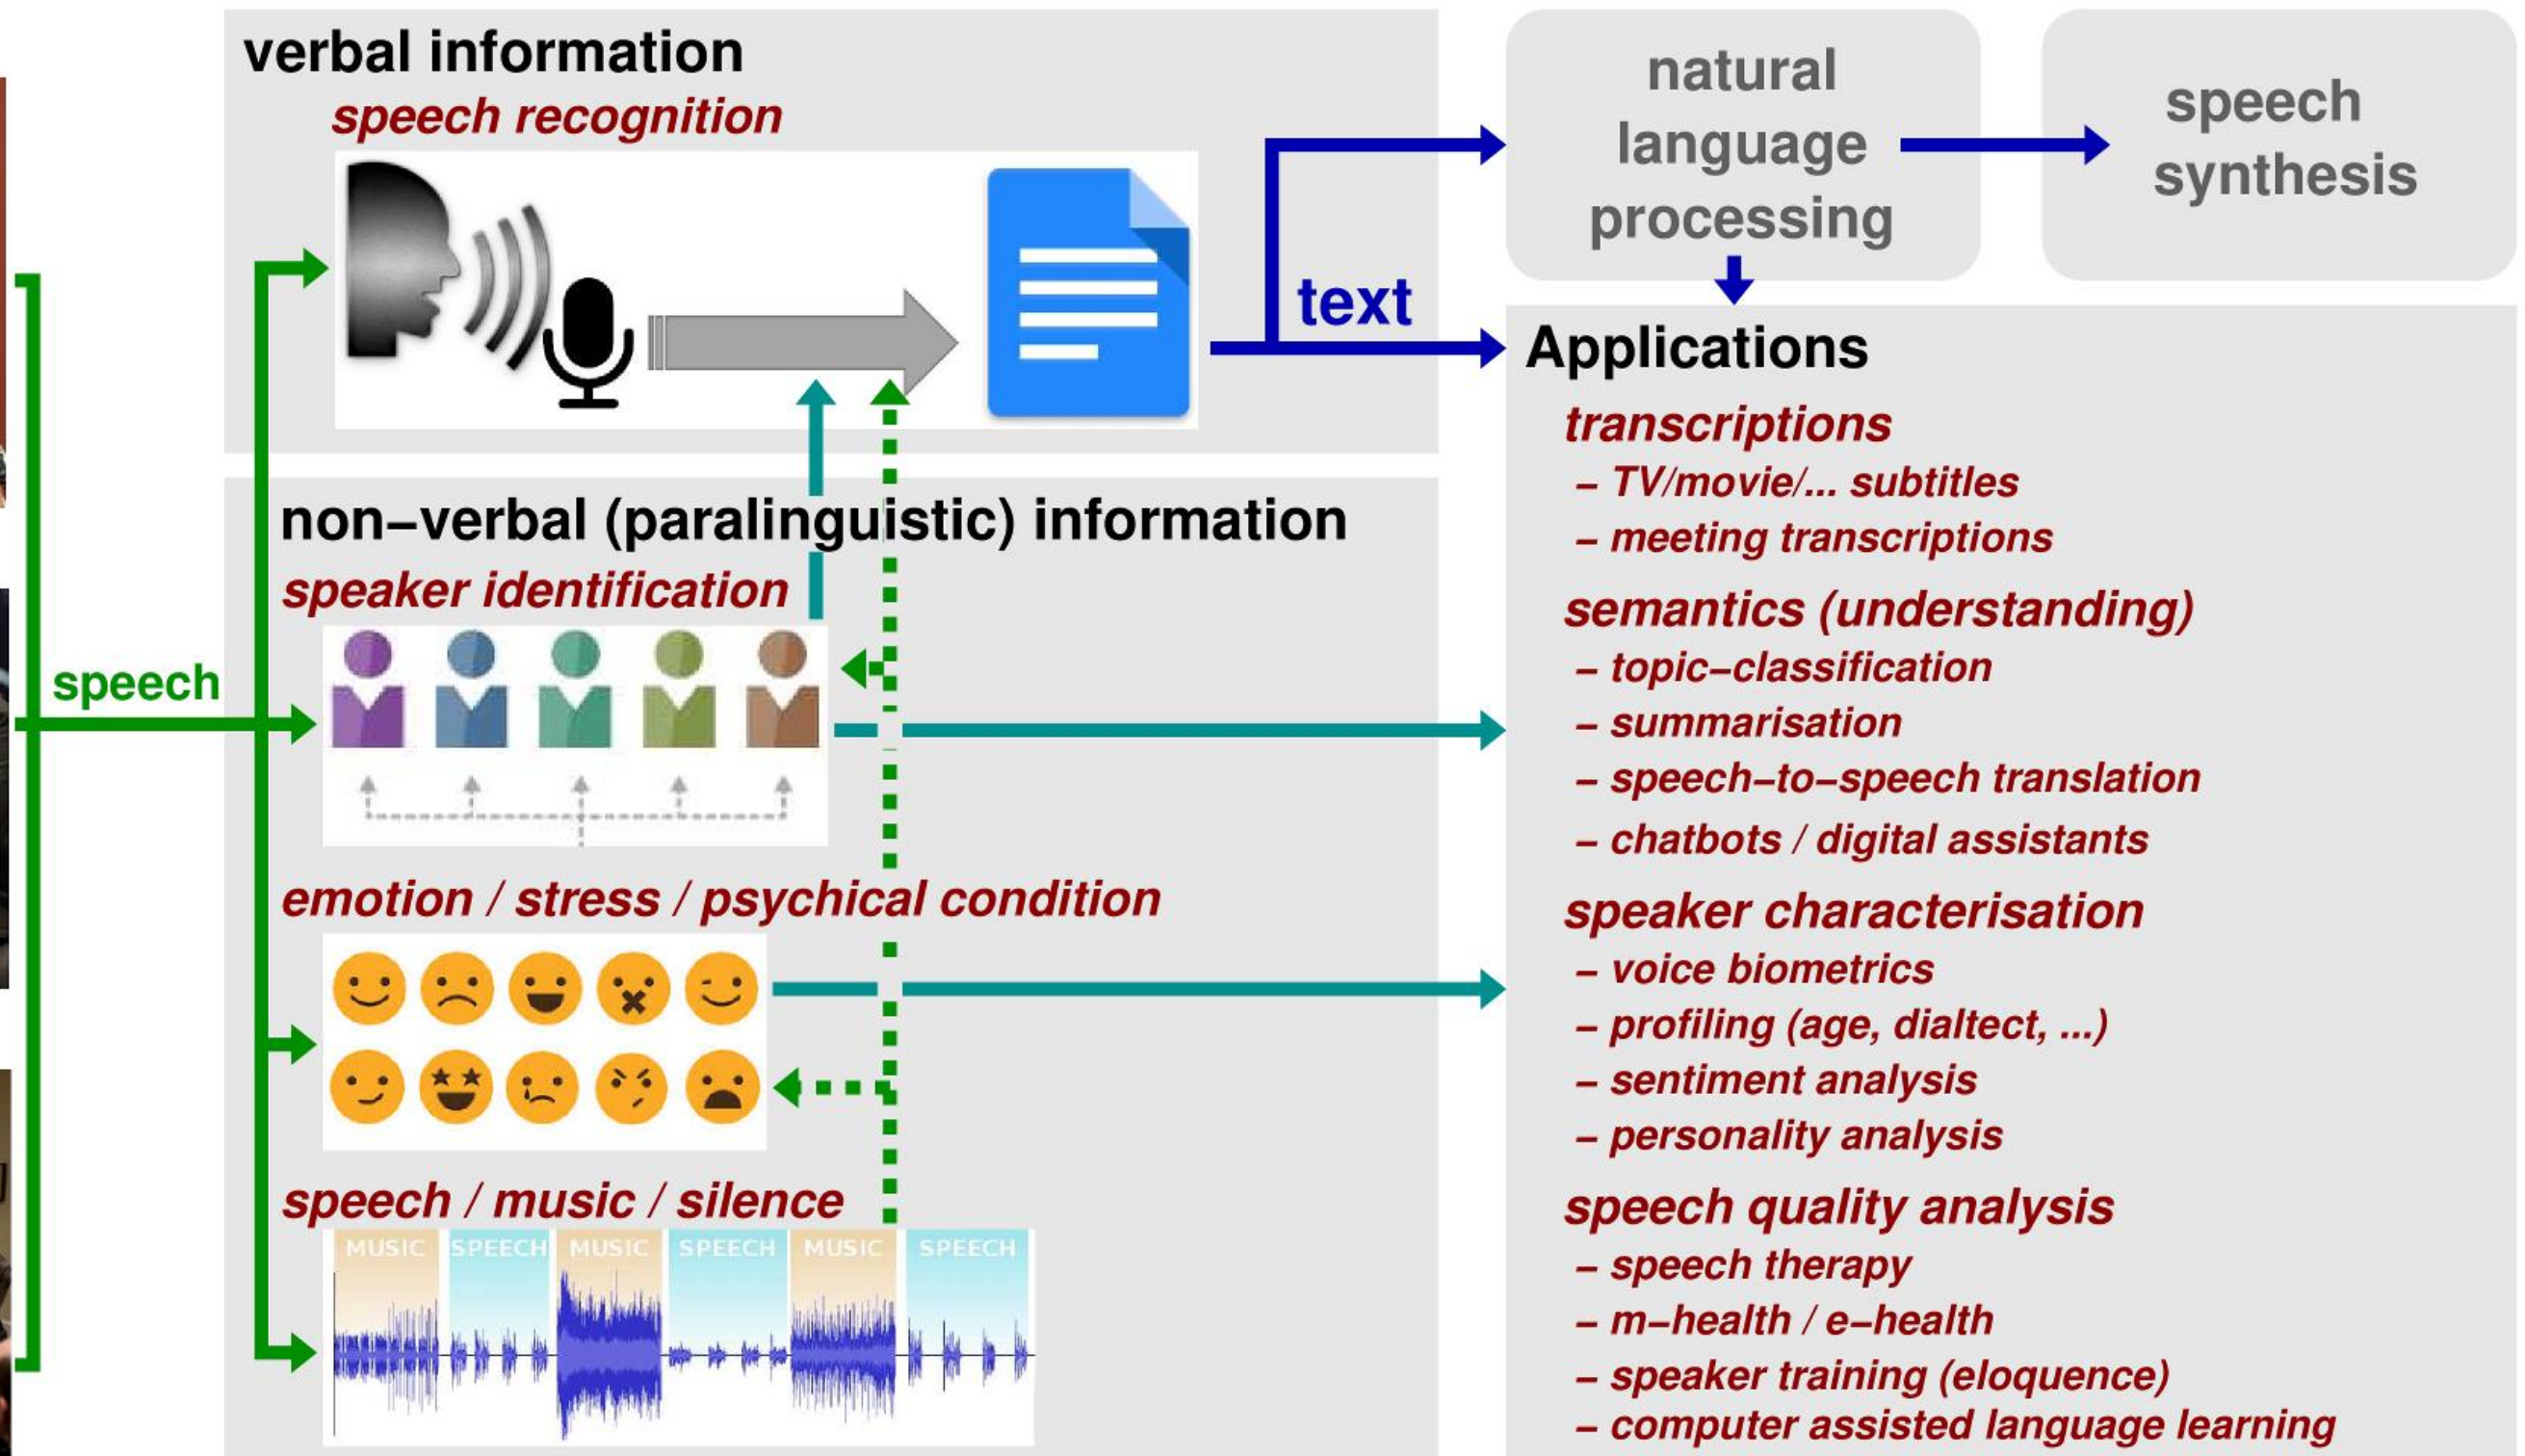 verbal information
speech recognition
speech
text
non–verbal (paralinguistic) information
speaker identification
emotion / stress / psychical condition
speech / music / silence
MUSIC SPEECH MUSIC SPEECH MUSIC SPEECH
natural
language
processing
speech
synthesis
Applications
transcriptions
– TV/movie/... subtitles
– meeting transcriptions
semantics (understanding)
– topic–classification
– summarisation
– speech–to–speech translation
– chatbots / digital assistants
speaker characterisation
– voice biometrics
– profiling (age, dialtect, ...)
– sentiment analysis
– personality analysis
speech quality analysis
– speech therapy
– m–health / e–health
– speaker training (eloquence)
– computer assisted language learning